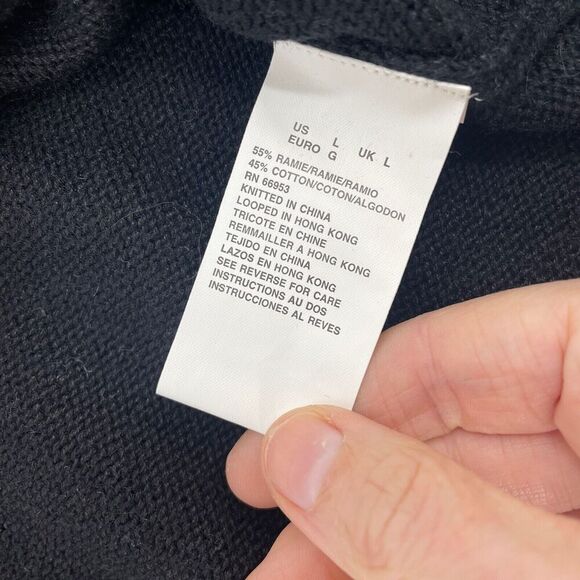 US L UK L
EURO G
55% RAMIE/RAMIE/RAMIO
45% COTTON/COTON/ALGODON
RN 66953
KNITTED IN CHINA
LOOPED IN HONG KONG
TRICOTE EN CHINE
REMMAILLER A HONG KONG
TEJIDO EN CHINA
LAZOS EN HONG KONG
SEE REVERSE FOR CARE
INSTRUCTIONS AU DOS
INSTRUCCIONES AL REVES